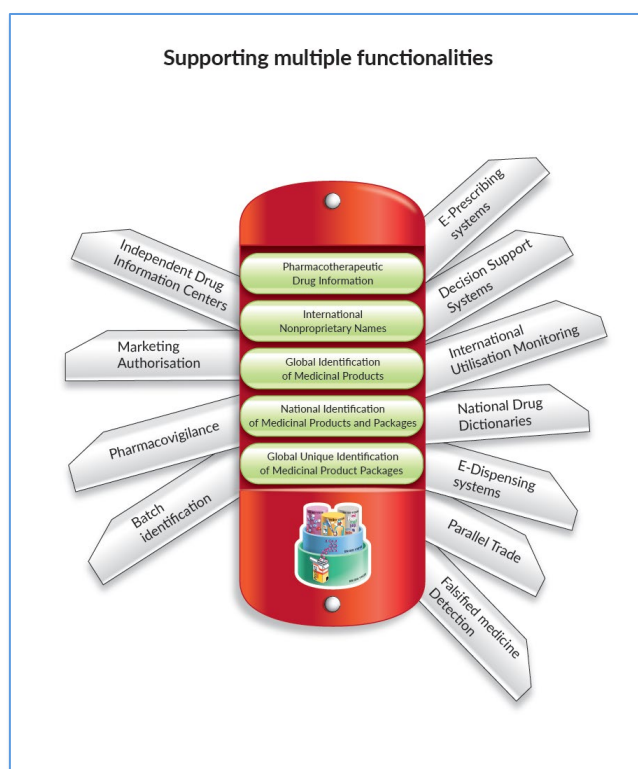 Supporting multiple functionalities
Independent Drug
Information Centers
Marketing
Authorisation
Pharmacovigilance
Batch
identification
Pharmacotherapeutic
Drug Information
International
Nonproprietary Names
Global Identification
of Medicinal Products
National Identification
of Medicinal Products and Packages
Global Unique Identification
of Medicinal Product Packages
E-Prescribing
systems
Decision Support
Systems
International
Utilisation Monitoring
National Drug
Dictionaries
E-Dispensing
systems
Parallel Trade
Falsified medicine
Detection